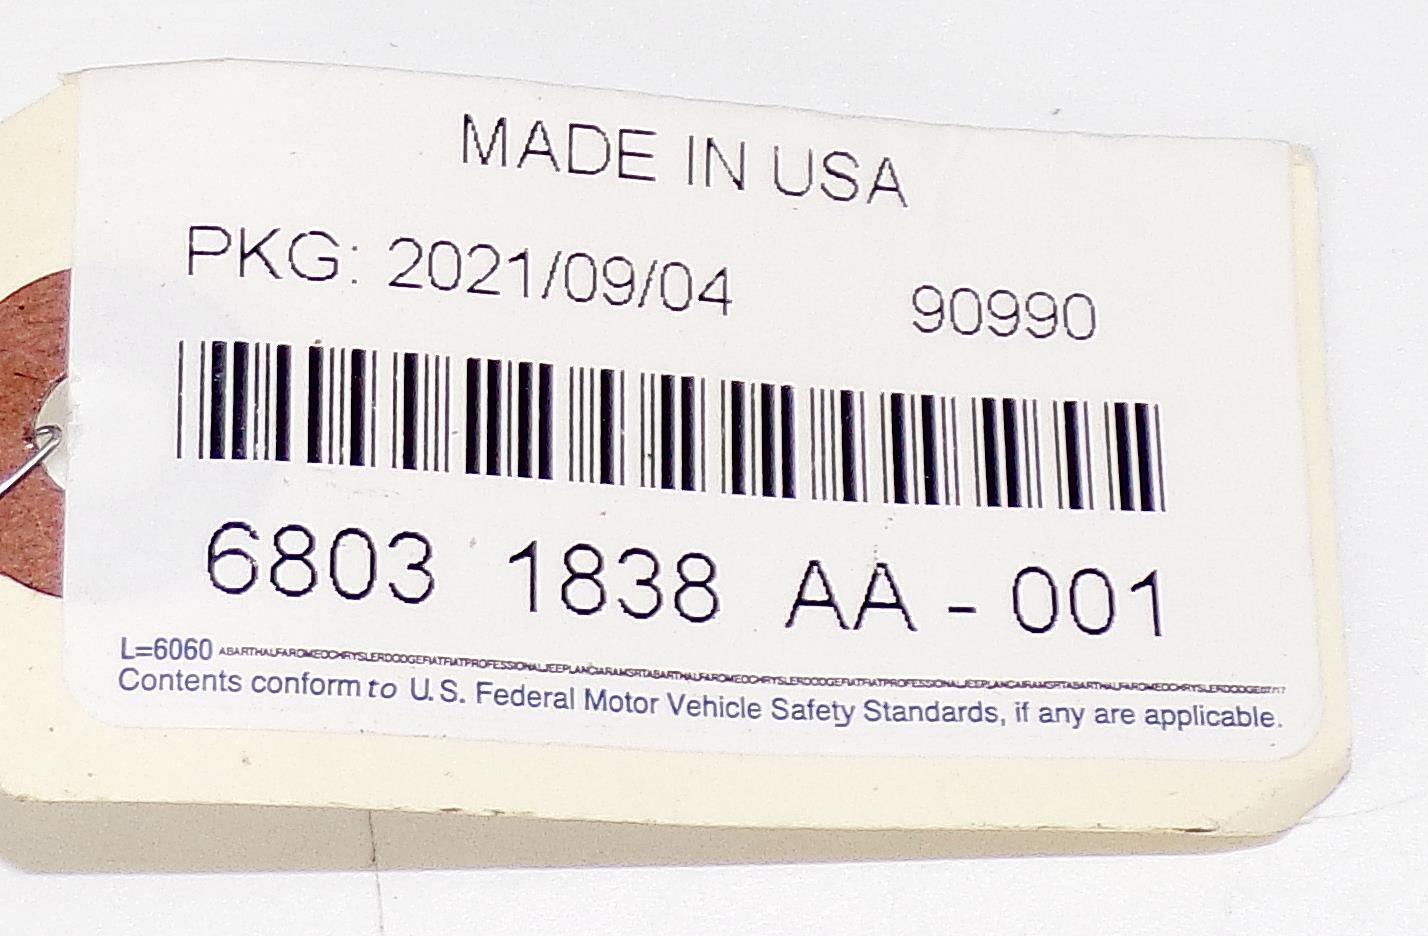 MADE IN USA
PKG: 2021/09/04 90990
6803 1838 AA - 001
L=6060
Contents conform to U.S. Federal Motor Vehicle Safety Standards, if any are applicable.